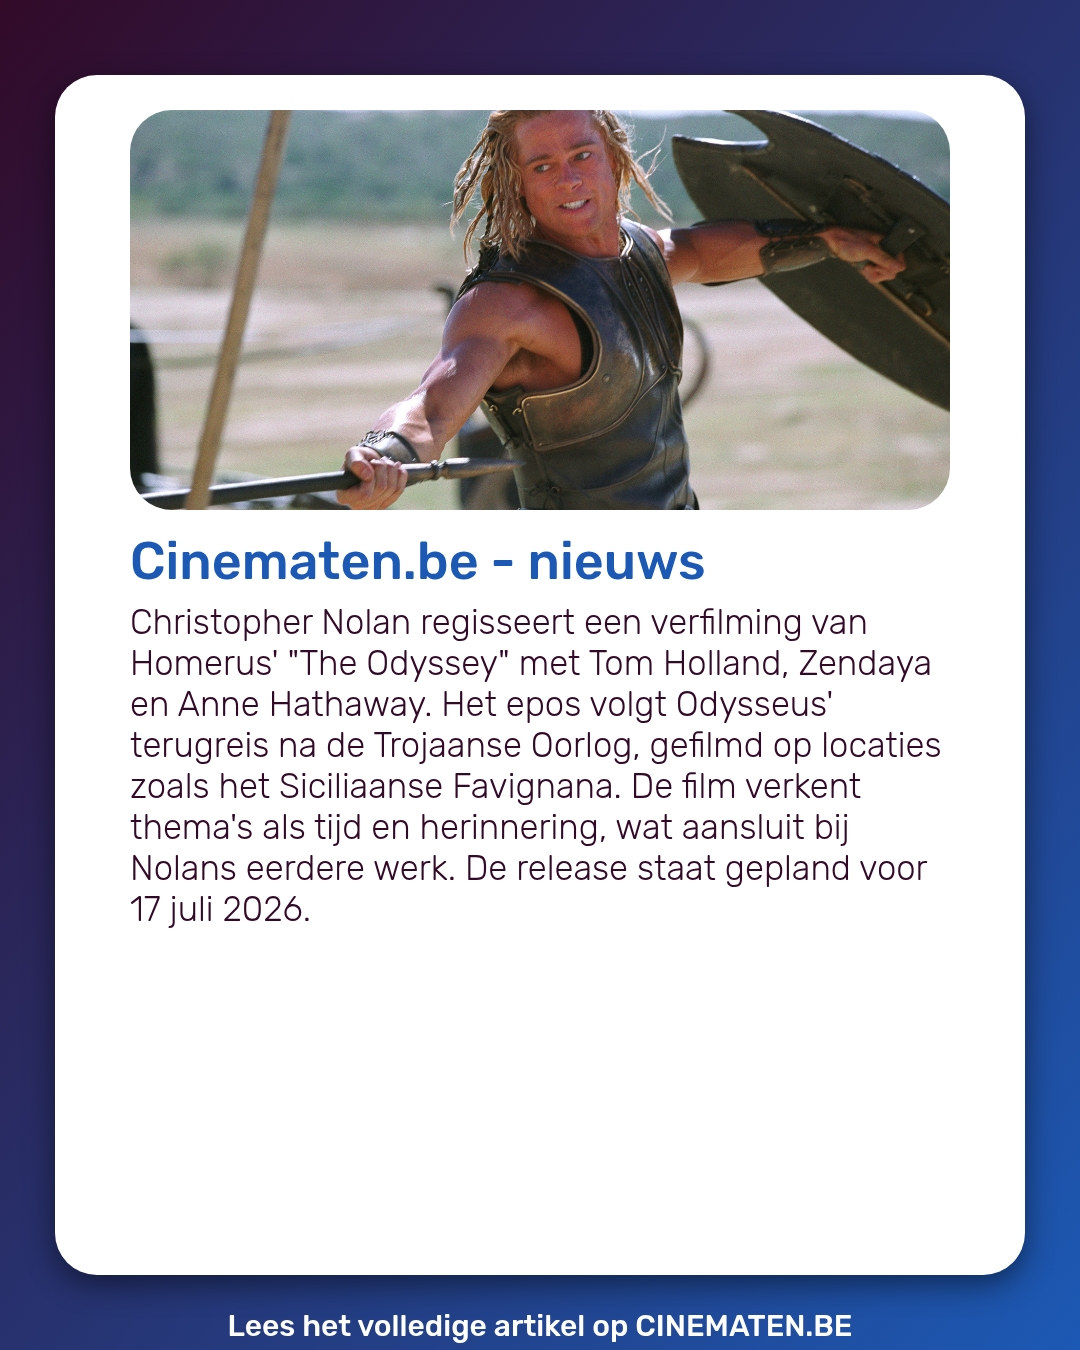 Cinematen.be - nieuws
Christopher Nolan regisseert een verfilming van
Homerus' "The Odyssey" met Tom Holland, Zendaya
en Anne Hathaway. Het epos volgt Odysseus'
terugreis na de Trojaanse Oorlog, gefilmd op locaties
zoals het Siciliaanse Favignana. De film verkent
thema's als tijd en herinnering, wat aansluit bij
Nolans eerdere werk. De release staat gepland voor
17 juli 2026.
Lees het volledige artikel op CINEMATEN.BE